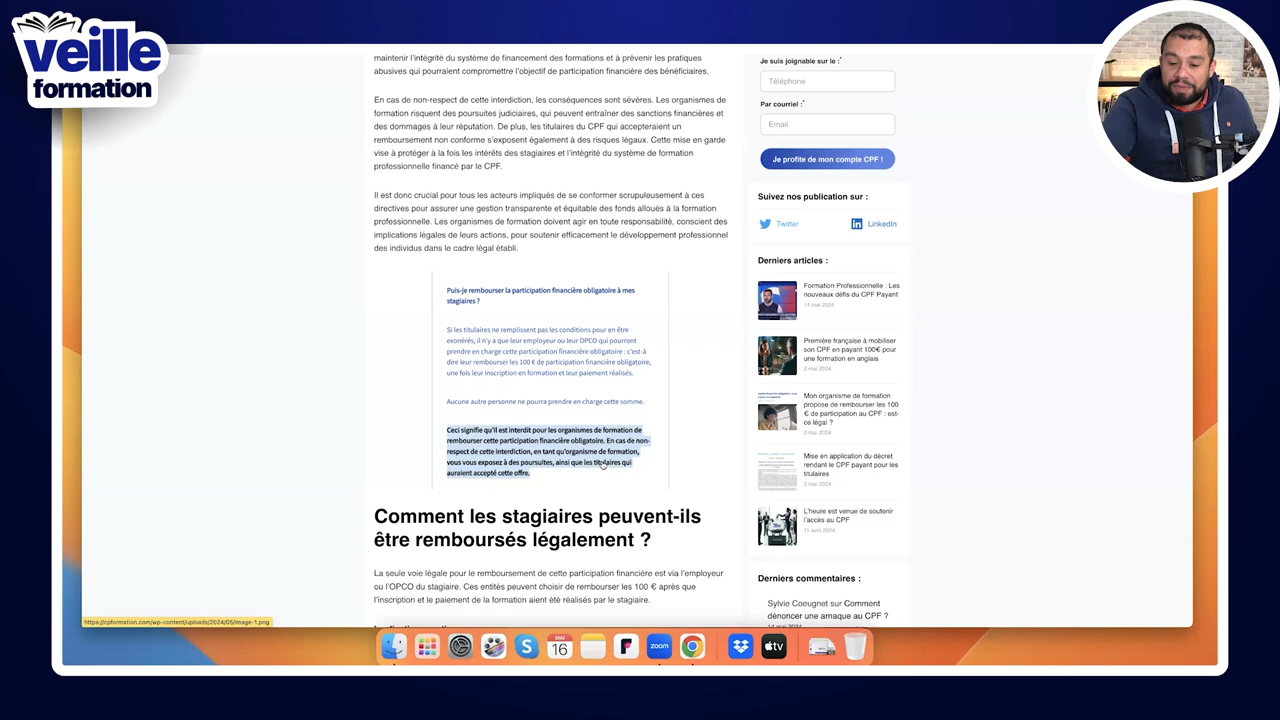 veille
formation
maintenir l'intégrité du système de financement des formations et à prévenir les pratiques
abusives qui pourraient compromettre l'objectif de participation financière des bénéficiaires.
En cas de non-respect de cette interdiction, les conséquences sont sévères. Les organismes de
formation risquent des poursuites judiciaires, qui peuvent entraîner des sanctions financières et
des dommages à leur réputation. De plus, les titulaires du CPF qui accepteraient un
remboursement non conforme s'exposent également à des risques légaux. Cette mise en garde
vise à protéger à la fois les intérêts des stagiaires et l'intégrité du système de formation
professionnelle financé par le CPF.
Il est donc crucial pour tous les acteurs impliqués de se conformer scrupuleusement à ces
directives pour assurer une gestion transparente et équitable des fonds alloués à la formation
professionnelle. Les organismes de formation doivent agir en toute responsabilité, conscient des
implications légales de leurs actions, pour soutenir efficacement le développement professionnel
des individus dans le cadre légal établi.
Puis-je rembourser la participation financière obligatoire à mes
stagiaires ?
Si les titulaires ne remplissent pas les conditions pour en être
exonérés, il n'y a que leur employeur ou leur OPCO qui pourront
prendre en charge cette participation financière obligatoire : c'est-à
dire leur rembourser les 100 € de participation financière obligatoire,
une fois leur inscription en formation et leur paiement réalisés.
Aucune autre personne ne pourra prendre en charge cette somme.
Ceci signifie qu'il est interdit pour les organismes de formation de
rembourser cette participation financière obligatoire. En cas de non-
respect de cette interdiction, en tant qu'organisme de formation,
vous vous exposez à des poursuites, ainsi que les titulaires qui
auraient accepté cette offre.
Comment les stagiaires peuvent-ils
être remboursés légalement ?
La seule voie légale pour le remboursement de cette participation financière est via l'employeur
ou l'OPCO du stagiaire. Ces entités peuvent choisir de rembourser les 100 € après que
l'inscription et le paiement de la formation aient été réalisés par le stagiaire.
Je suis joignable sur le :*
Téléphone
Par courriel :*
Email
Je profite de mon compte CPF !
Suivez nos publication sur :
Twitter
LinkedIn
Derniers articles :
Formation Professionnelle : Les
nouveaux défis du CPF Payant
14 mai 2024
Première française à mobiliser
son CPF en payant 100€ pour
une formation en anglais
2 mai 2024
Mon organisme de formation
propose de rembourser les 100
€ de participation au CPF : est-
ce légal ?
2 mai 2024
Mise en application du décret
rendant le CPF payant pour les
titulaires
2 mai 2024
L'heure est venue de soutenir
l'accès au CPF
11 avril 2024
Derniers commentaires :
Sylvie Coeugnet sur Comment
dénoncer une arnaque au CPF ?
14 mai 2024
https://cpformation.com/wp-content/uploads/2024/05/image-1.png
MAI
16
zoom
tv